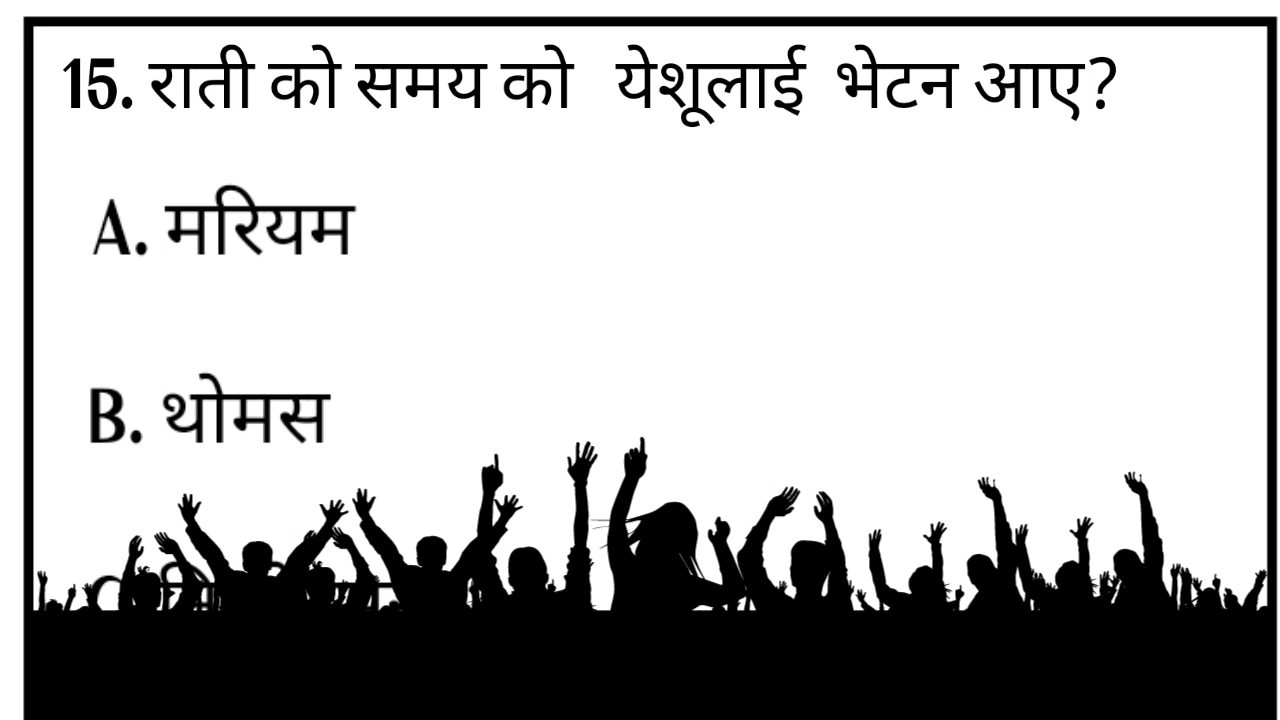 15. राती को समय को येशूलाई भेटन आए?
A. मरियम
B. थोमस